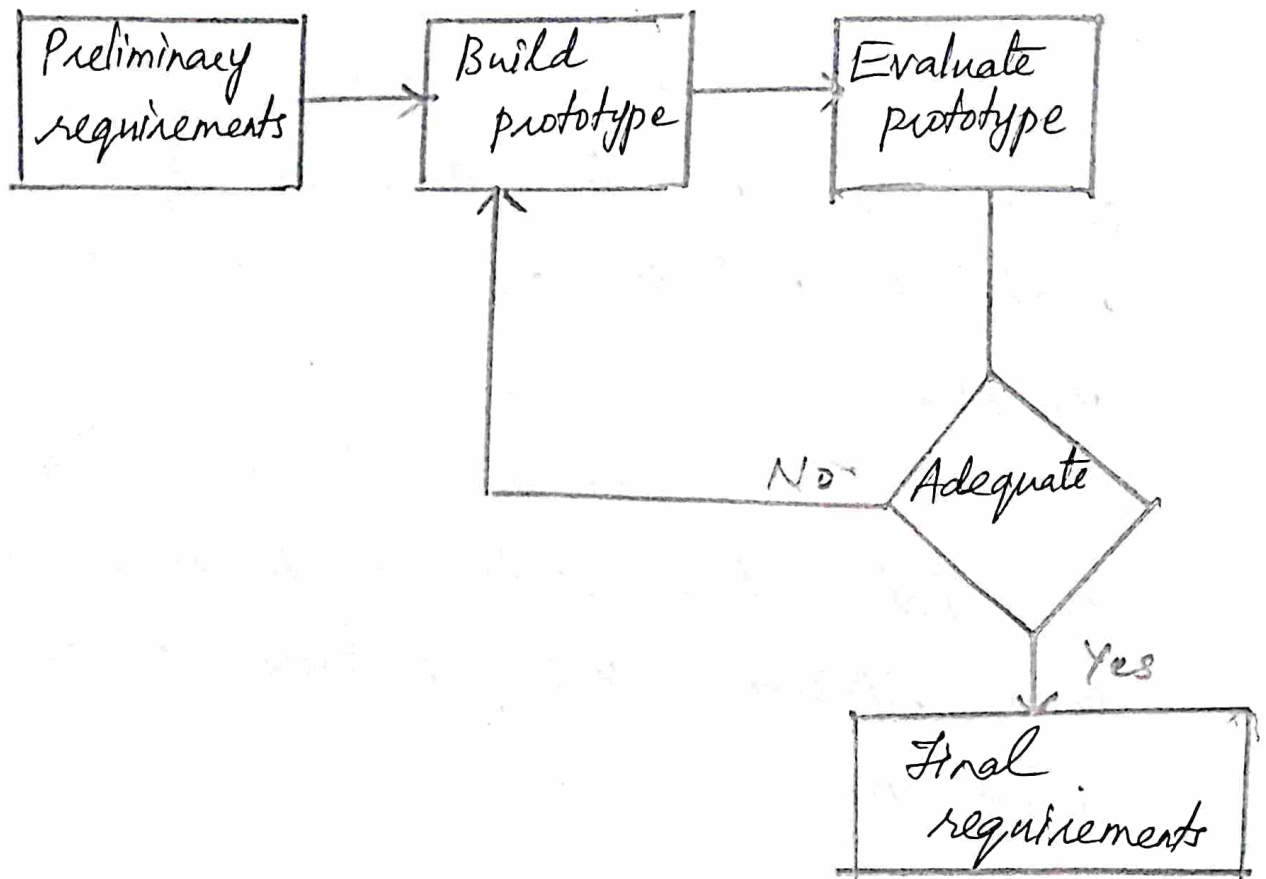 Preliminary
requirements
Build
prototype
Evaluate
prototype
No
Adequate
Yes
Final
requirements